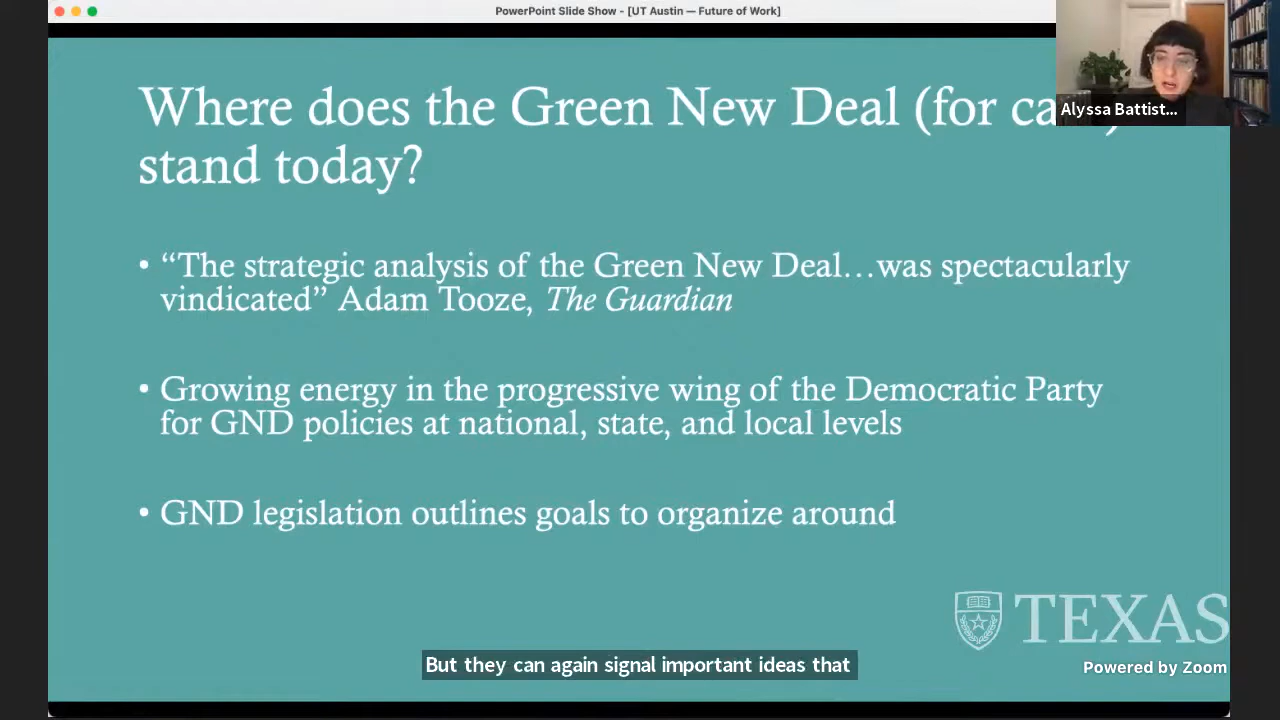 PowerPoint Slide Show - [UT Austin — Future of Work]
Alyssa Battist...
Where does the Green New Deal (for
stand today?
• “The strategic analysis of the Green New Deal…was spectacularly
vindicated” Adam Tooze, The Guardian
• Growing energy in the progressive wing of the Democratic Party
for GND policies at national, state, and local levels
• GND legislation outlines goals to organize around
TEXAS
But they can again signal important ideas that
Powered by Zoom